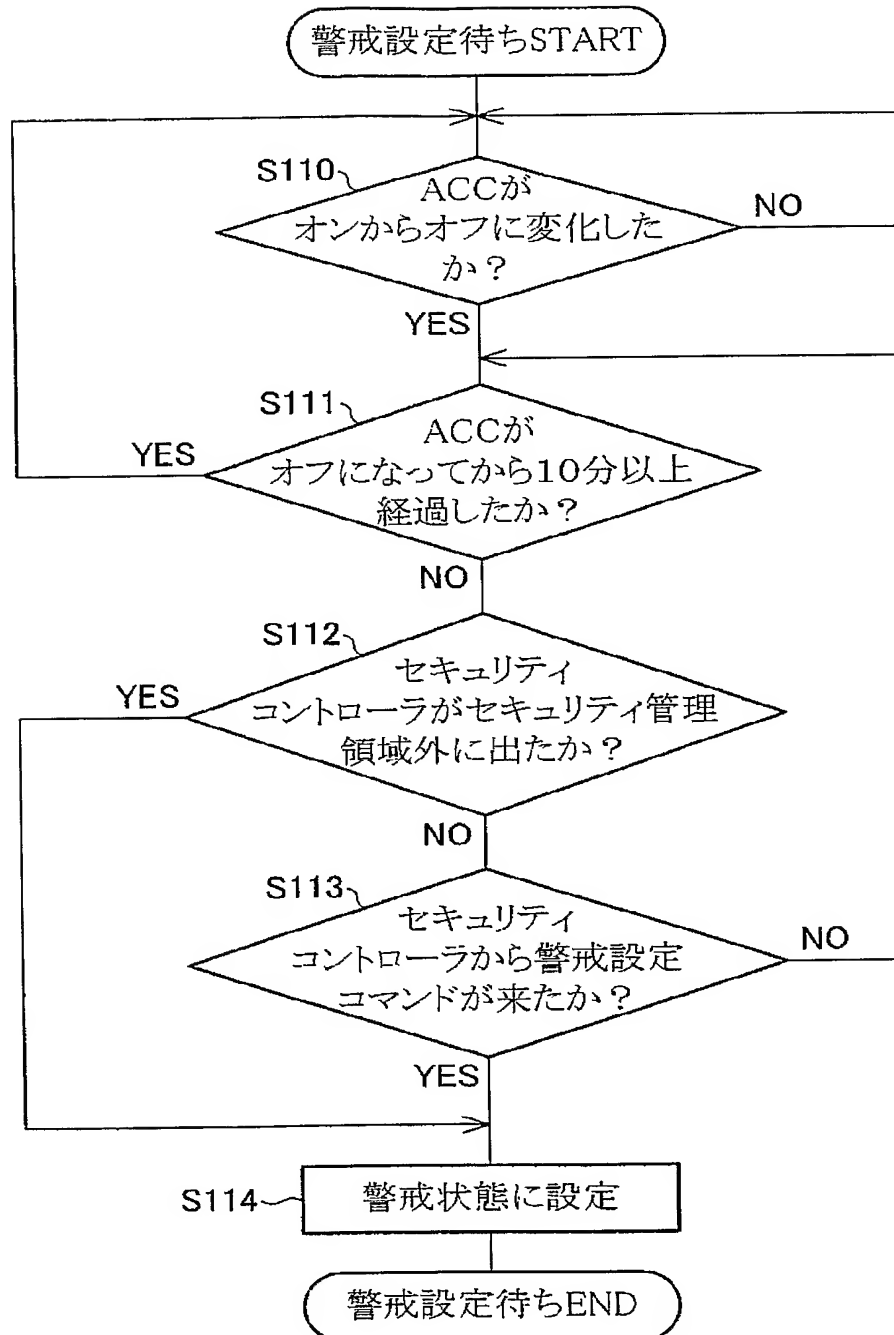 警戒設定待ちSTART
S110
ACCが
オンからオフに変化した
か？
NO
YES
S111
ACCが
オフになってから10分以上
経過したか？
YES
NO
S112
セキュリティ
コントローラがセキュリティ管理
領域外に出たか？
YES
NO
S113
セキュリティ
コントローラから警戒設定
コマンドが来たか？
NO
YES
S114
警戒状態に設定
警戒設定待ちEND